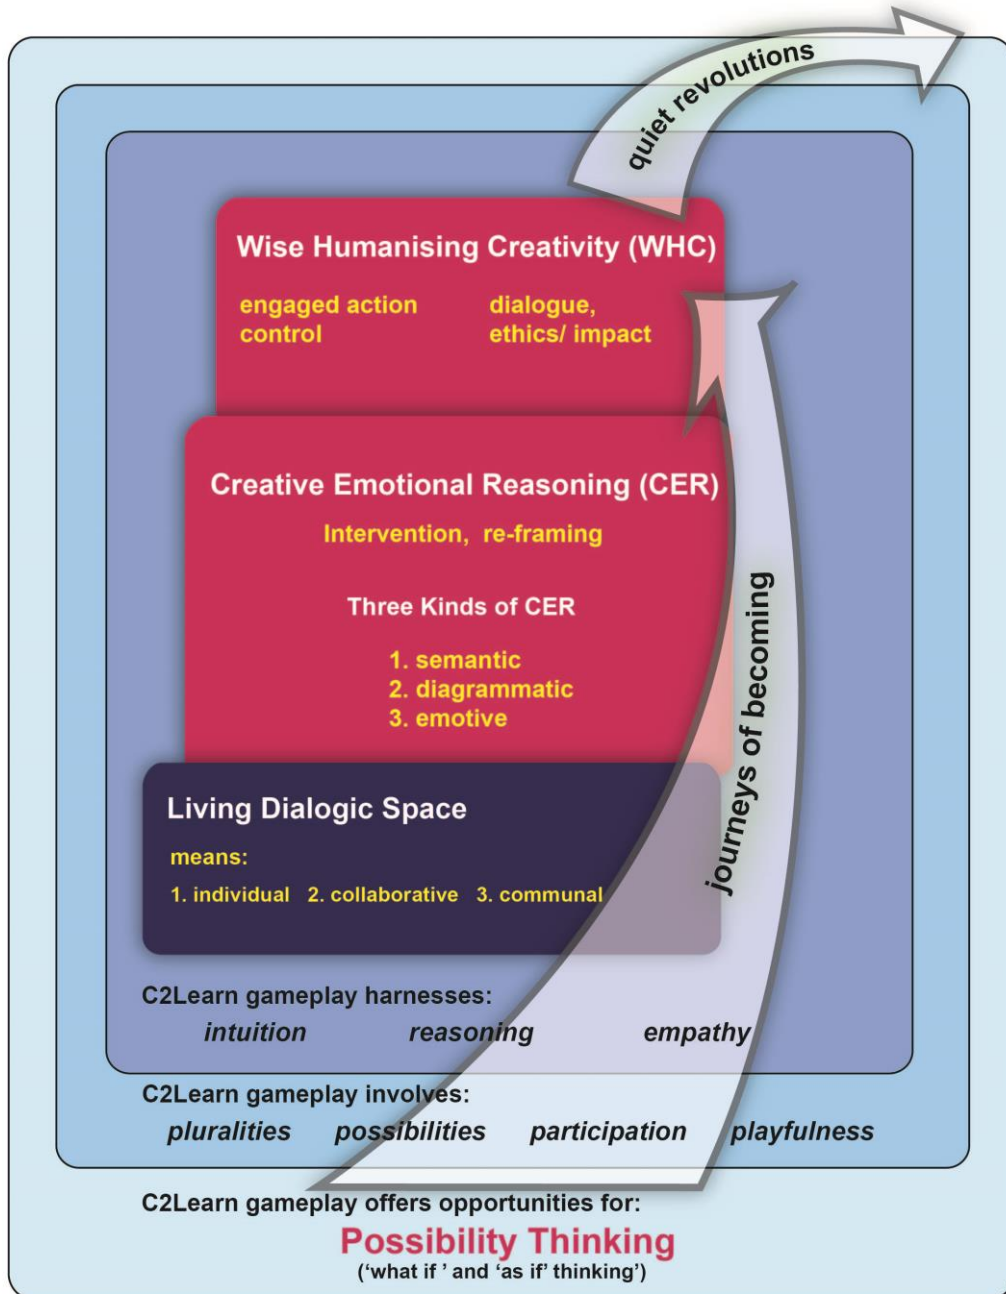 quiet revolutions
Wise Humanising Creativity (WHC)
engaged action
control
dialogue,
ethics/ impact
Creative Emotional Reasoning (CER)
Intervention, re-framing
Three Kinds of CER
1. semantic
2. diagrammatic
3. emotive
journeys of becoming
Living Dialogic Space
means:
1. individual 2. collaborative 3. communal
C2Learn gameplay harnesses:
intuition reasoning empathy
C2Learn gameplay involves:
pluralities possibilities participation playfulness
C2Learn gameplay offers opportunities for:
Possibility Thinking
(‘what if ’ and ‘as if’ thinking’)